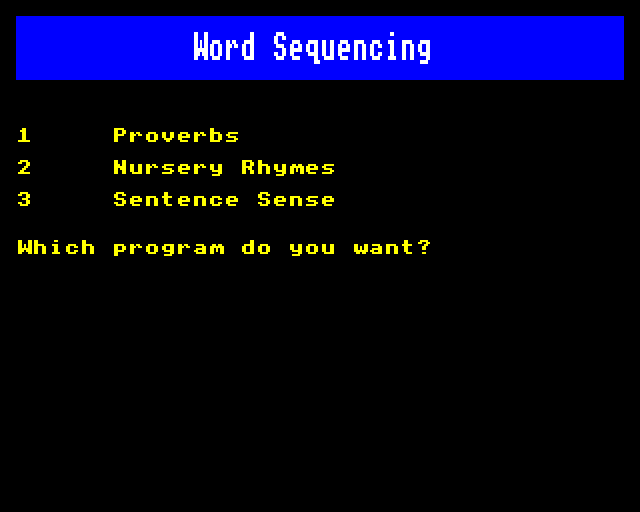 Word Sequencing
1 Proverbs
2 Nursery Rhymes
3 Sentence Sense
Which program do you want?